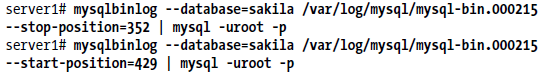 server1# mysqlbinlog --database=sakila /var/log/mysql/mysql-bin.000215
--stop-position=352 | mysql -uroot -p
server1# mysqlbinlog --database=sakila /var/log/mysql/mysql-bin.000215
--start-position=429 | mysql -uroot -p